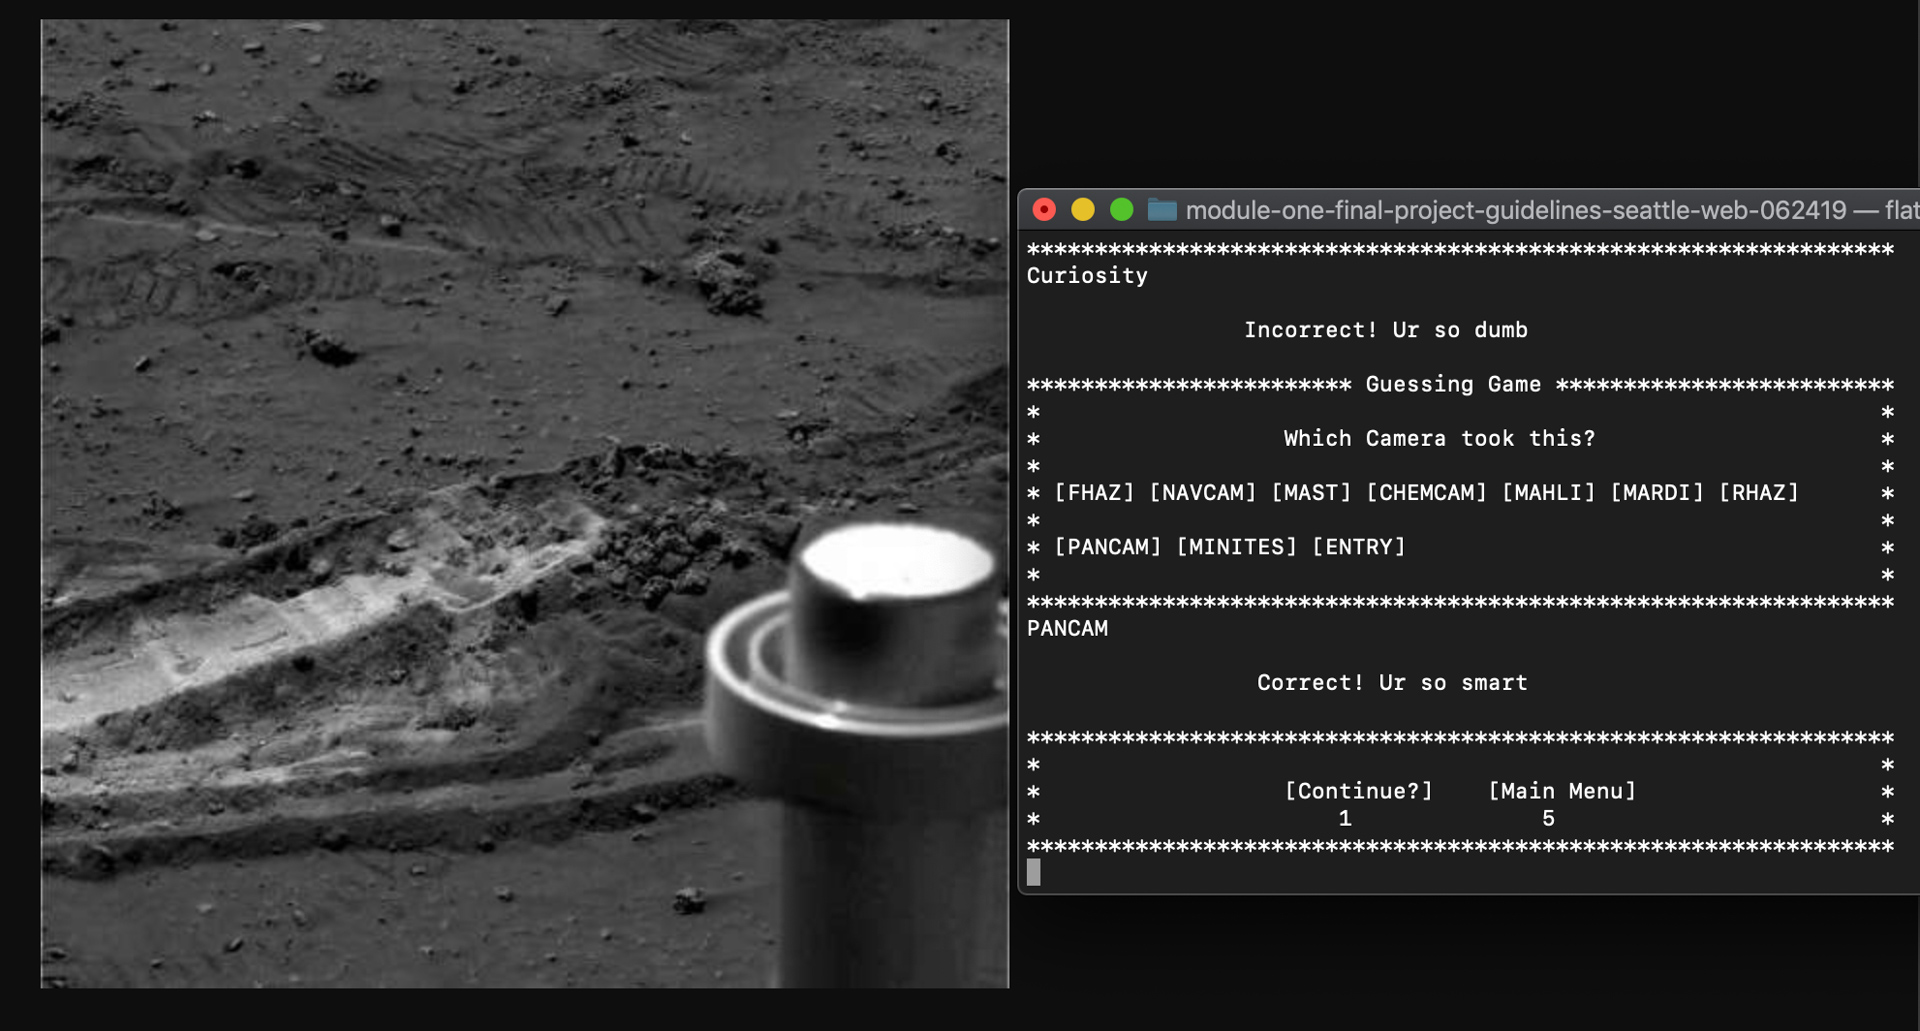 module-one-final-project-guidelines-seattle-web-062419 — flat
****************************************************************
Curiosity
Incorrect! Ur so dumb
************************ Guessing Game *************************
* *
* Which Camera took this? *
* *
* [FHAZ] [NAVCAM] [MAST] [CHEMCAM] [MAHLI] [MARDI] [RHAZ] *
* *
* [PANCAM] [MINITES] [ENTRY] *
* *
****************************************************************
PANCAM
Correct! Ur so smart
****************************************************************
* *
* [Continue?] [Main Menu] *
* 1 5 *
****************************************************************